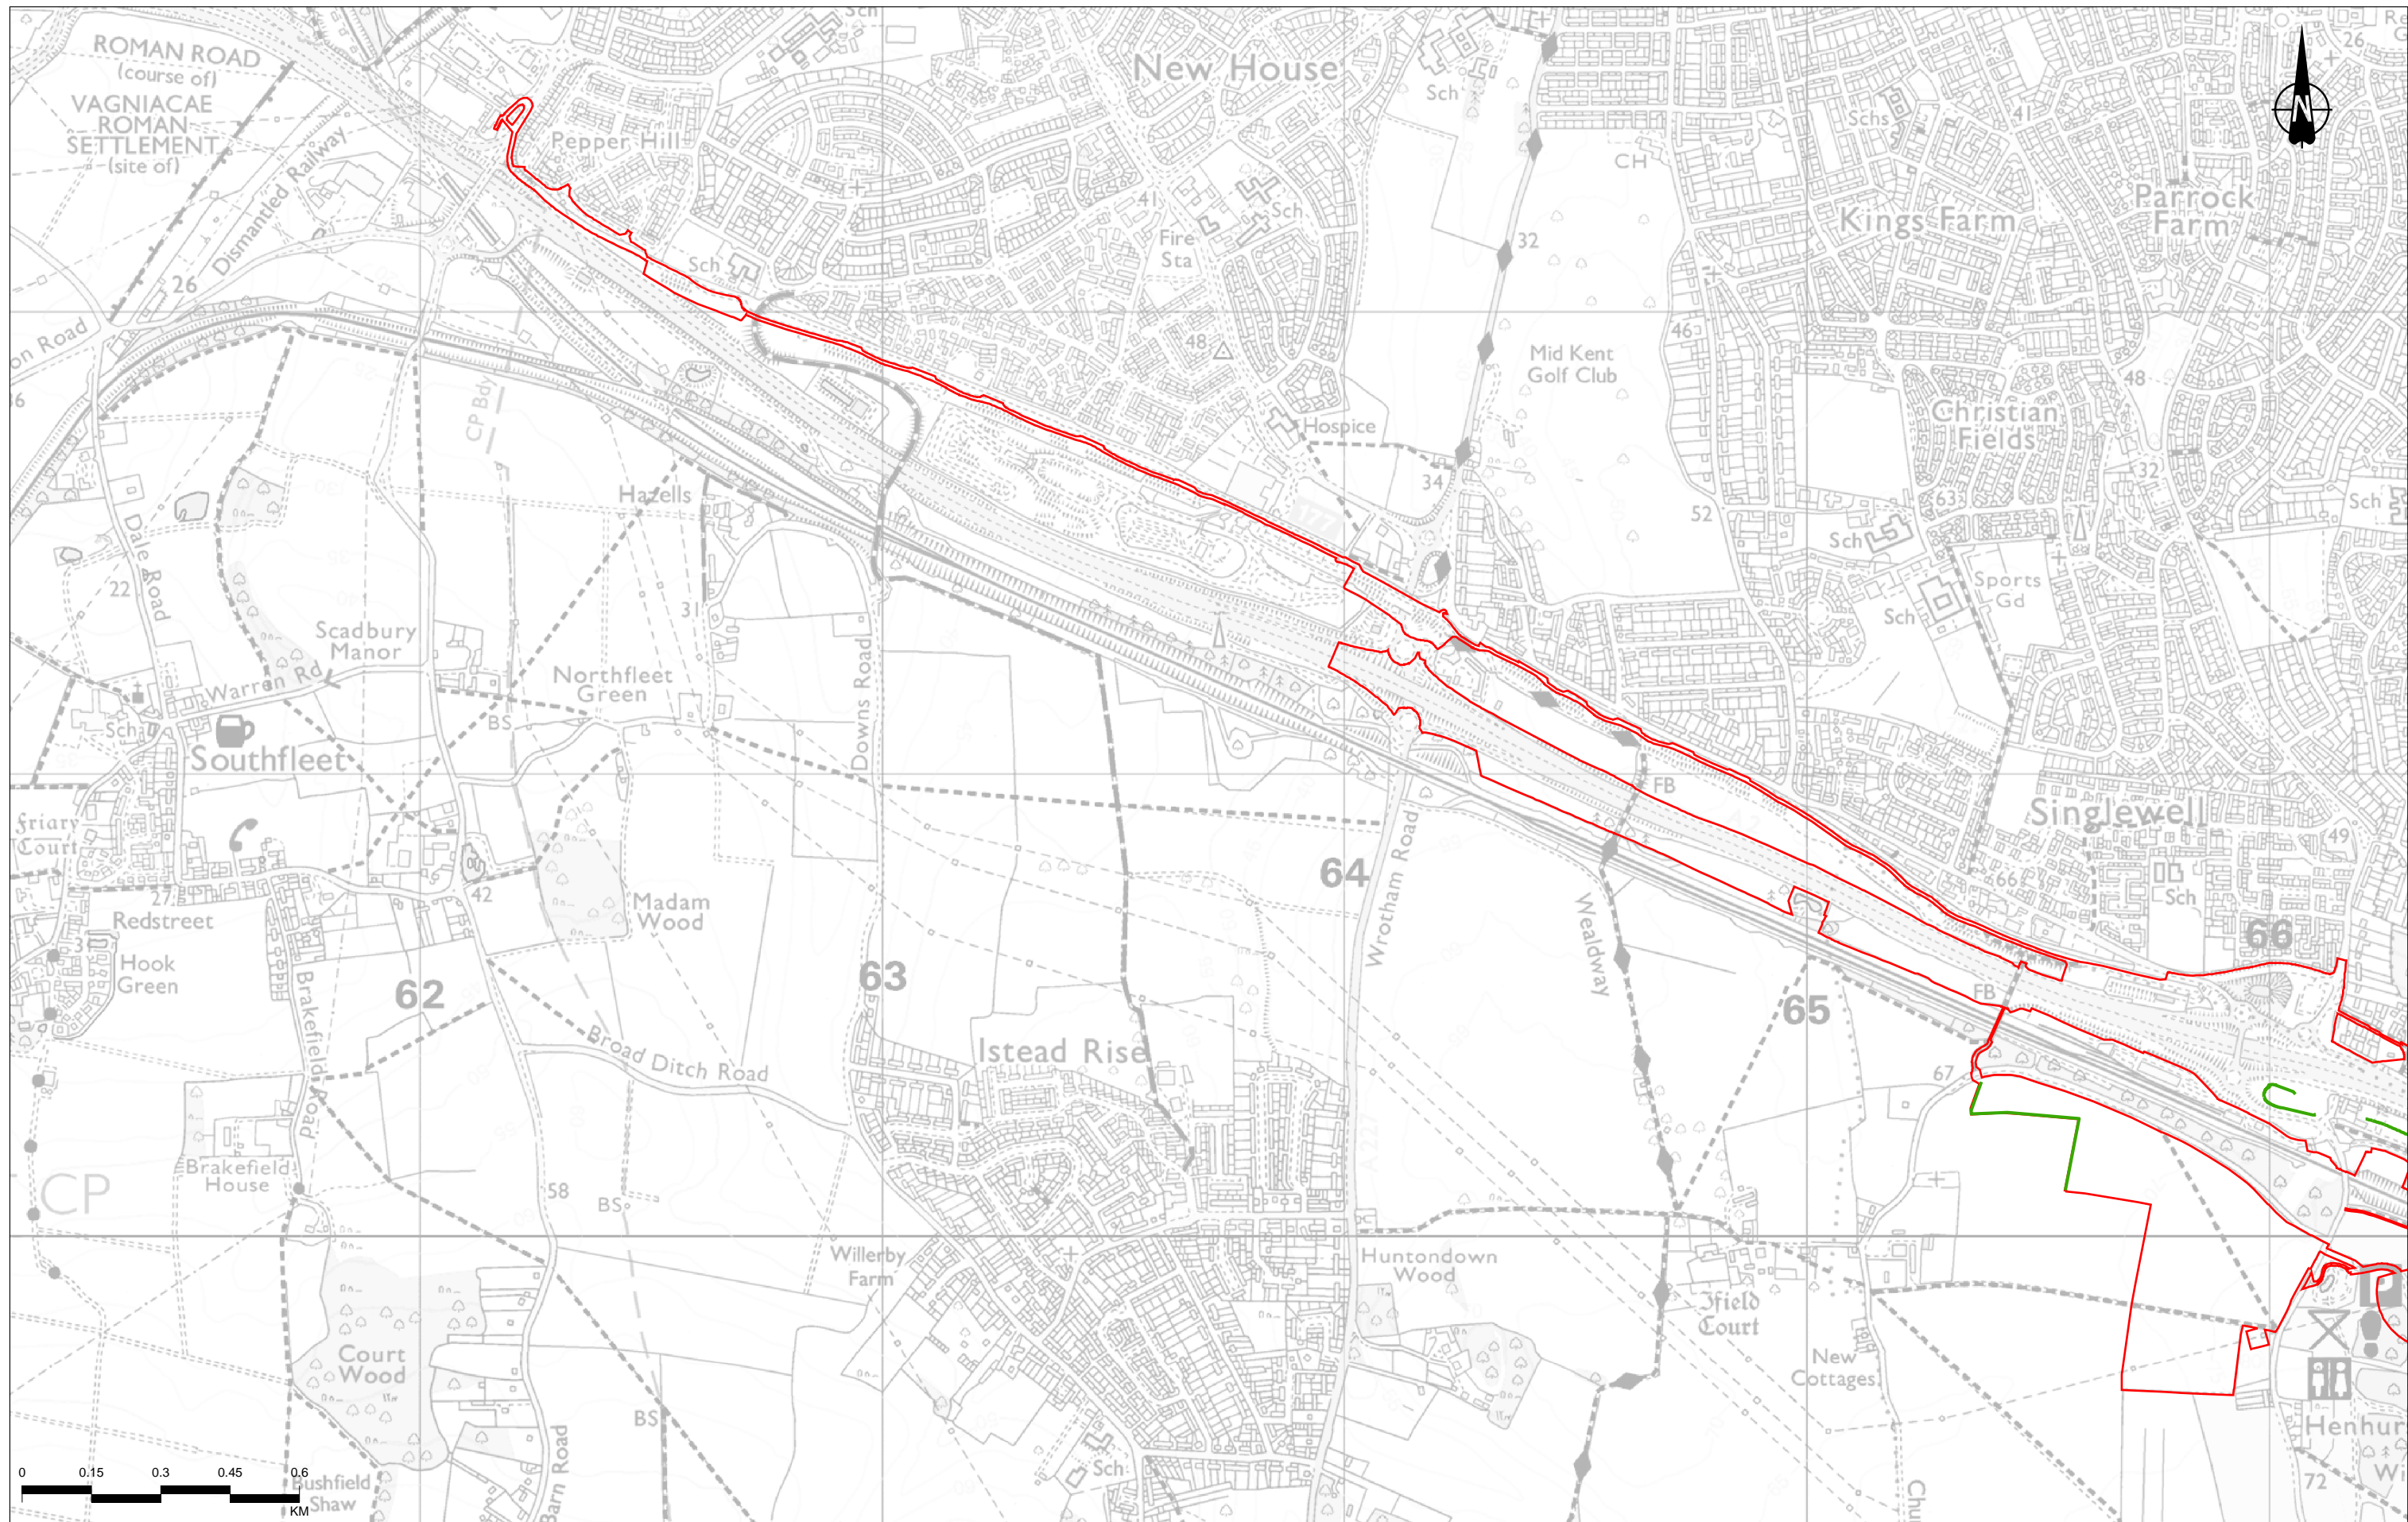 Sch
ROMAN ROAD
(course of)
VAGNIACAE
ROMAN
SETTLEMENT
(site of)
Dismantled Railway
26
Pepper Hill
New House
Sch
CH
26
N
Schs
41
Parrock
Farm
Kings Farm
41
Sch
Fire
Sta
32
Sch
on Road
46
48
Mid Kent
Golf Club
48
Christian
Fields
CP Bdy
Hospice
32
34
Hazells
63
52
Sch
Sch
Dale Road
22
31
Sports
Gd
Sch
Scadbury
Manor
Warren Rd
Northfleet
Green
BS
Downs Road
Sch
Southfleet
FB
Singlewell
Friary
Court
49
64
Wrotham Road
27
42
66
Sch
Redstreet
Madam
Wood
Wealdway
66
Hook
Green
62
63
65
FB
Brakefield Road
Broad Ditch Road
Istead Rise
67
A227
Brakefield
House
CP
58
BS
Willerby
Farm
Huntondown
Wood
Ifield
Court
P
Court
Wood
New
Cottages
BS
Barn Road
Sch
Henhur
W
72
Bushfield
Shaw
0 0.15 0.3 0.45 0.6
KM